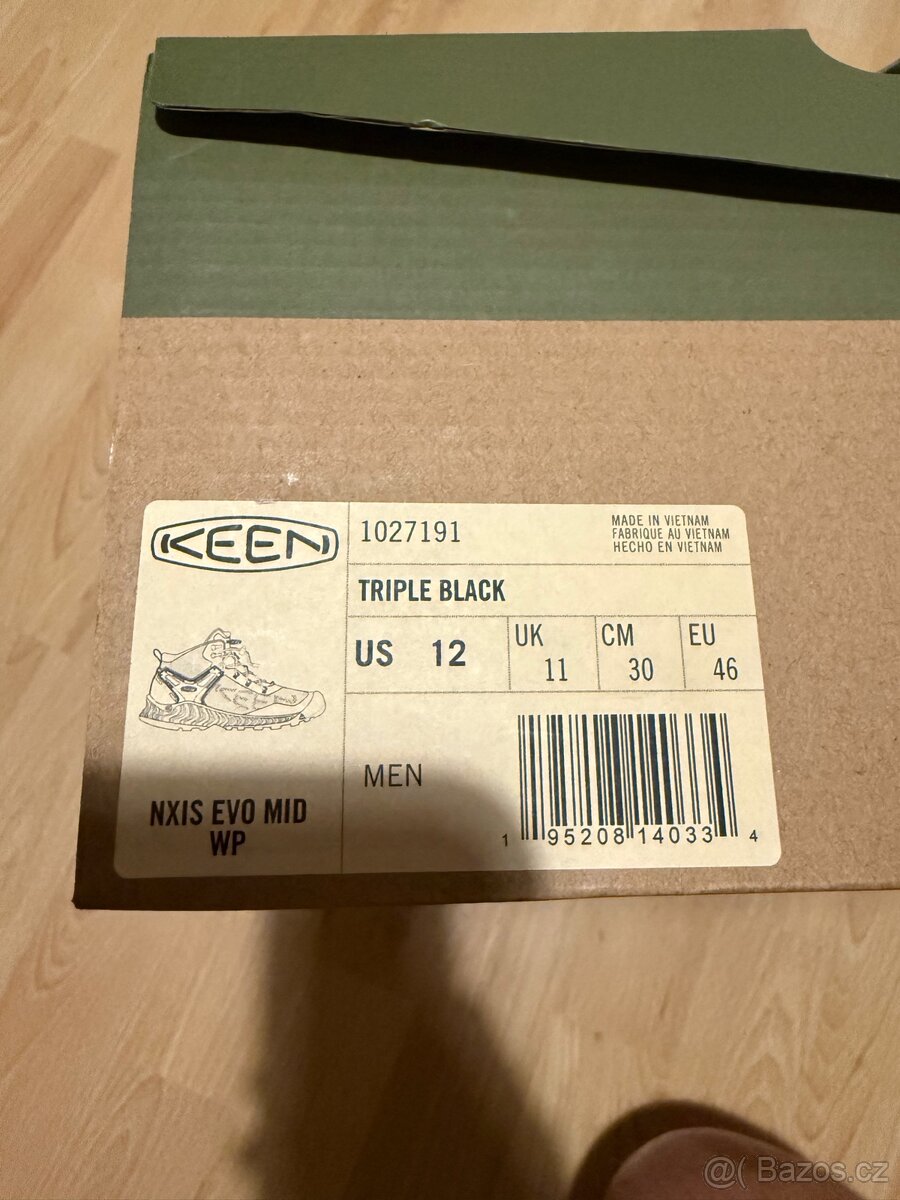 KEEN
1027191
MADE IN VIETNAM
FABRIQUE AU VIETNAM
HECHO EN VIETNAM
TRIPLE BLACK
US 12
UK 11
CM 30
EU 46
MEN
NXIS EVO MID
WP
1 95208 14033 4
@( Bazos.cz